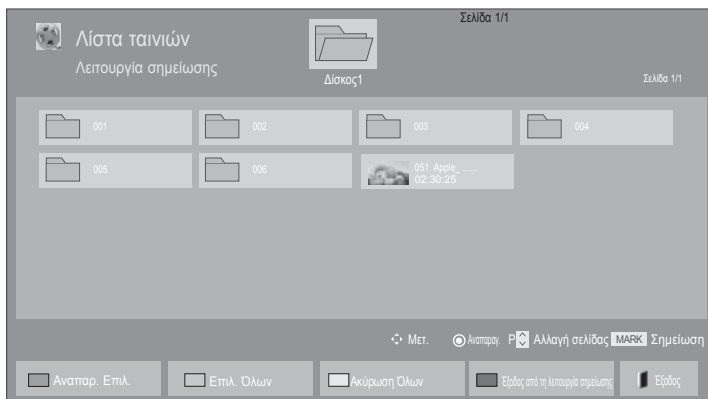 Σελίδα 1/1
Λίστα ταινιών
Λειτουργία σημείωσης
Δίσκος1
Σελίδα 1/1
001
002
003
004
005
006
051. Apple_ ......
02:30:25
Μετ.
Αναπαραγ.
P Αλλαγή σελίδας
MARK Σημείωση
Αναπαρ. Επιλ.
Επιλ. Όλων
Ακύρωση Όλων
Έξοδος από τη λειτουργία σημείωσης
Έξοδος